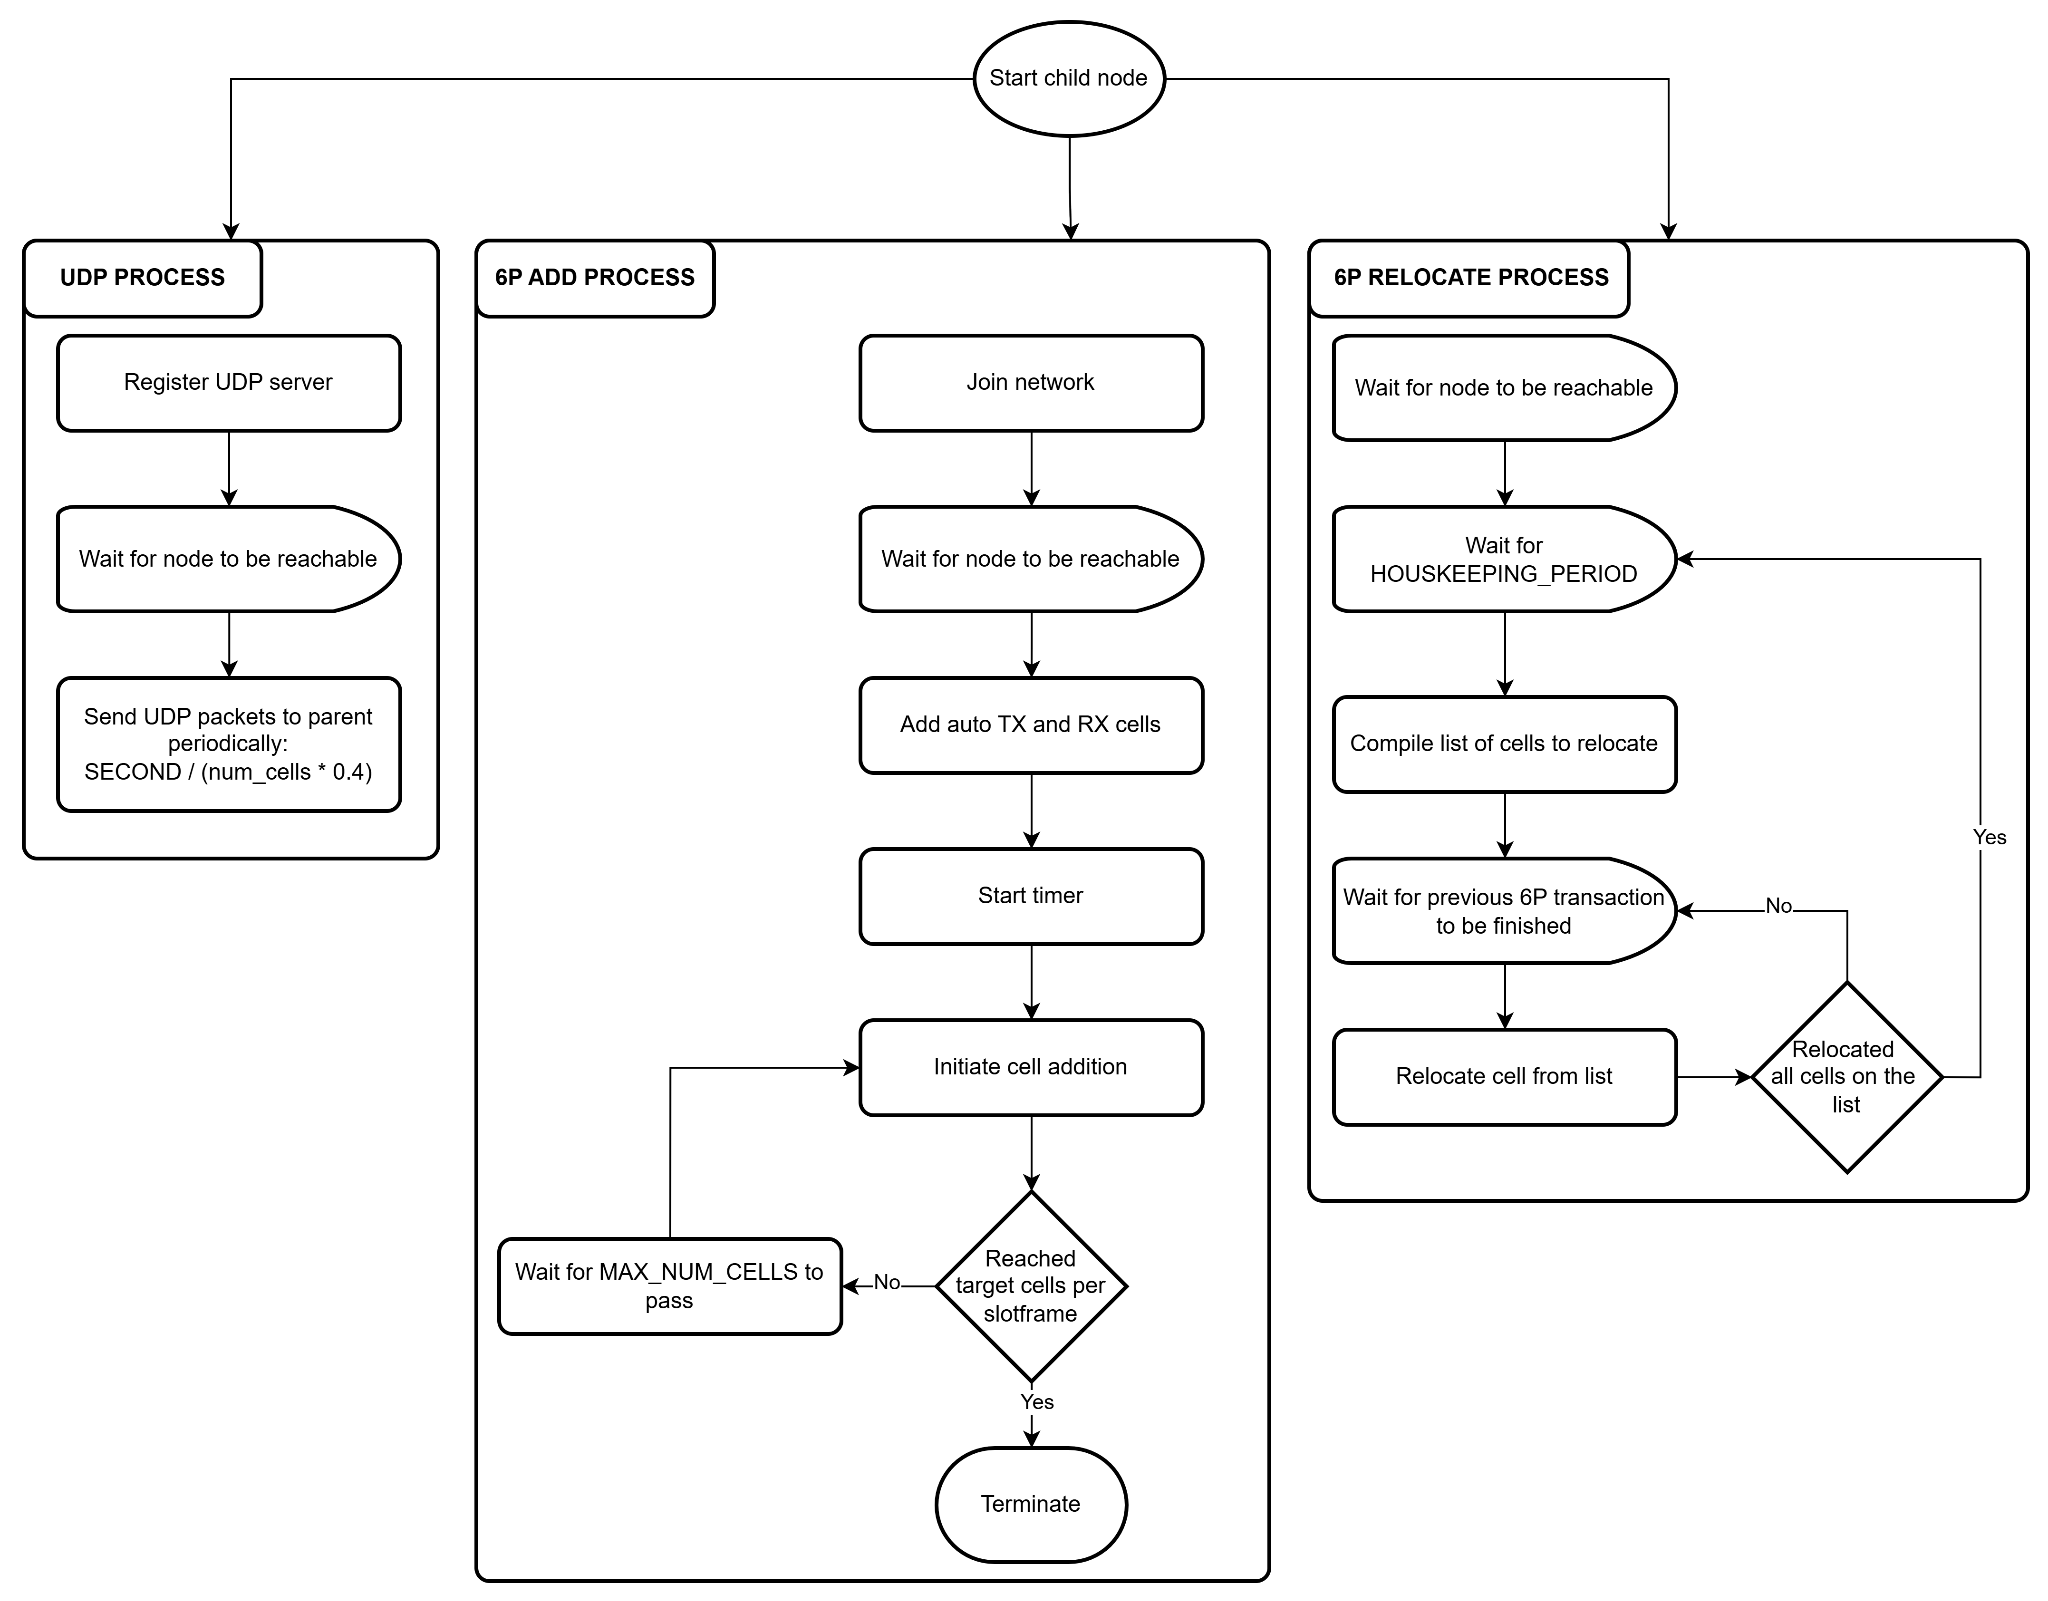 Start child node
UDP PROCESS
Register UDP server
Wait for node to be reachable
Send UDP packets to parent
periodically:
SECOND / (num_cells * 0.4)
6P ADD PROCESS
Join network
Wait for node to be reachable
Add auto TX and RX cells
Start timer
Initiate cell addition
Reached
target cells per
slotframe
No
Wait for MAX_NUM_CELLS to
pass
Yes
Terminate
6P RELOCATE PROCESS
Wait for node to be reachable
Wait for
HOUSKEEPING_PERIOD
Compile list of cells to relocate
Wait for previous 6P transaction
to be finished
Relocate cell from list
Relocated
all cells on the
list
No
Yes